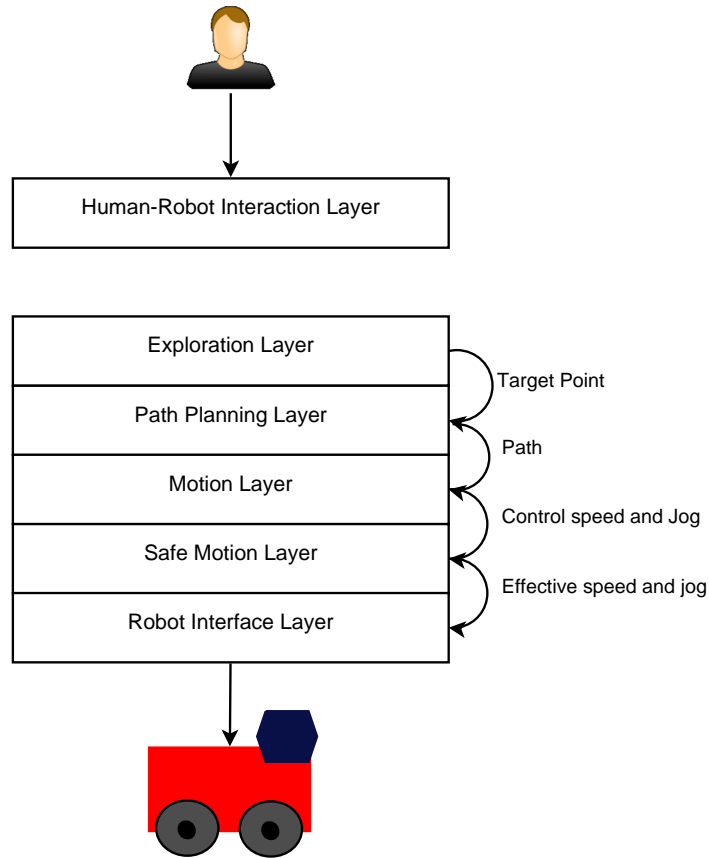 Human-Robot Interaction Layer
Exploration Layer
Target Point
Path Planning Layer
Path
Motion Layer
Control speed and Jog
Safe Motion Layer
Effective speed and jog
Robot Interface Layer